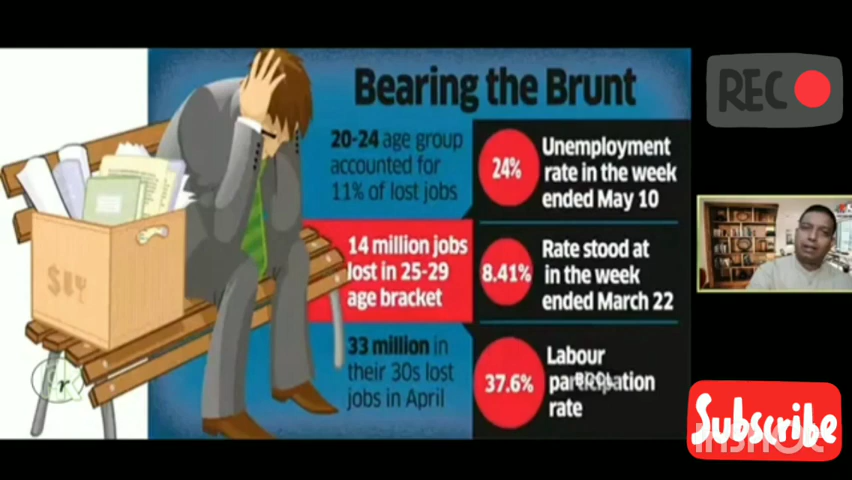 Bearing the Brunt
20-24 age group
accounted for
11% of lost jobs
14 million jobs
lost in 25-29
age bracket
33 million in
their 30s lost
jobs in April
24%
Unemployment
rate in the week
ended May 10
8.41%
Rate stood at
in the week
ended March 22
37.6%
Labour
participation
rate
REC
Subscribe
INSHOT